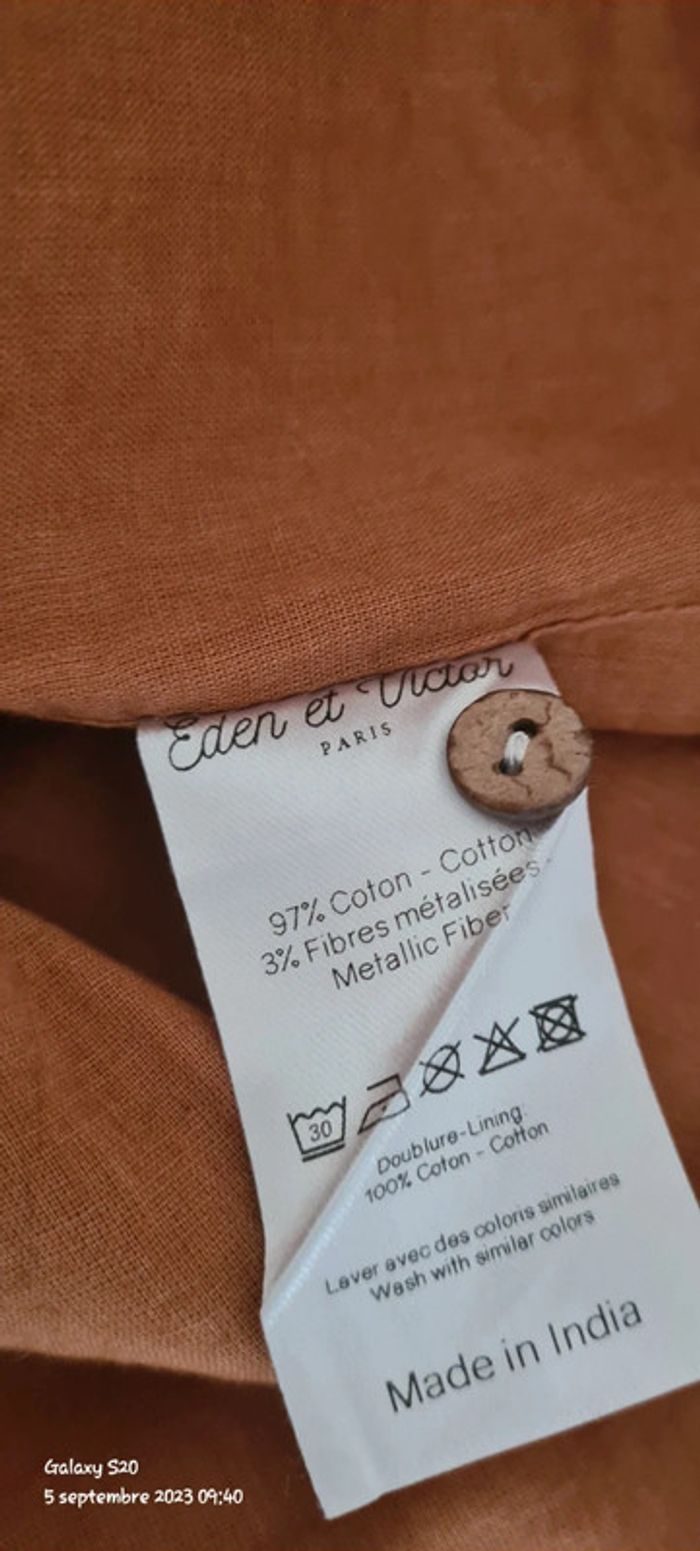 Eden et Victor
PARIS
97% Coton - Cotton
3% Fibres métalisées -
Metallic Fiber
30
Doublure-Lining:
100% Coton - Cotton
Laver avec des coloris similaires
Wash with similar colors
Made in India
Galaxy S20
5 septembre 2023 09:40